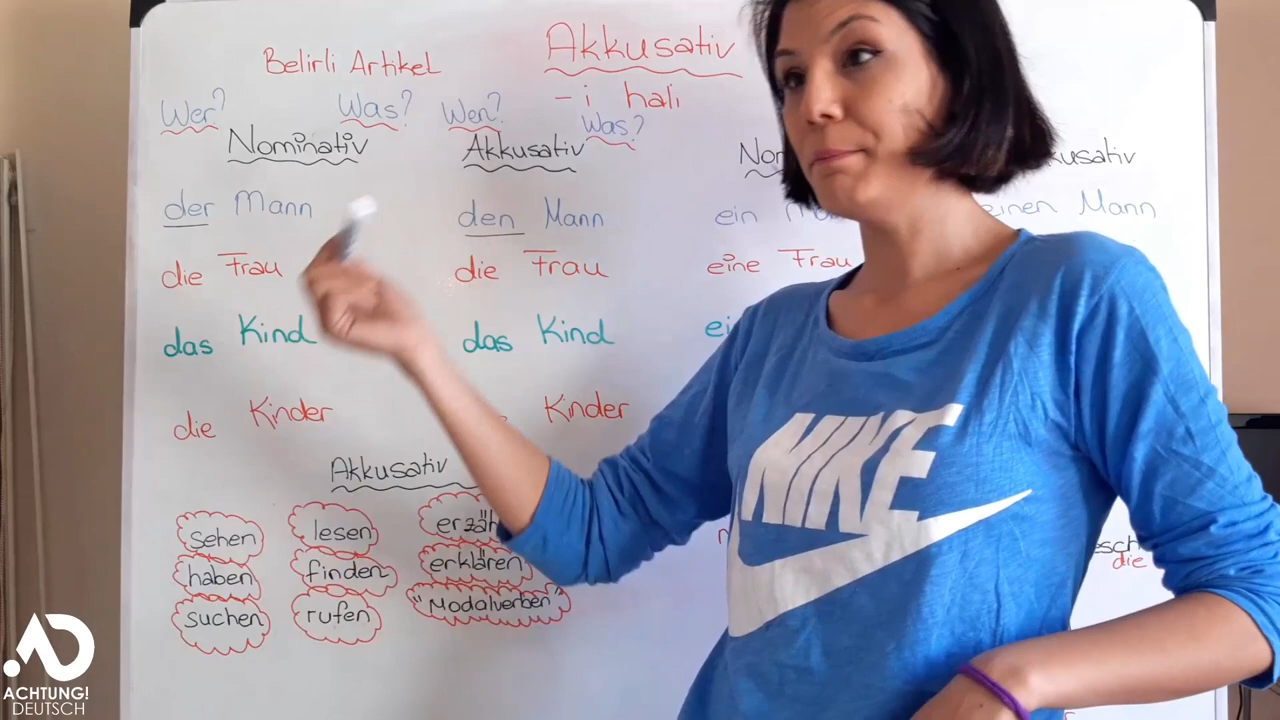 Belirli Artikel
Akkusativ
- i hali
Wer? Was?
Nominativ
Wen? Was?
Akkusativ
der Mann
den Mann
ein
einen Mann
die Frau
die Frau
eine Frau
das Kind
das Kind
die Kinder
Kinder
Akkusativ
sehen lesen
haben finden erklären
suchen rufen "Modalverben"
die
NIKE
ACHTUNG!
DEUTSCH